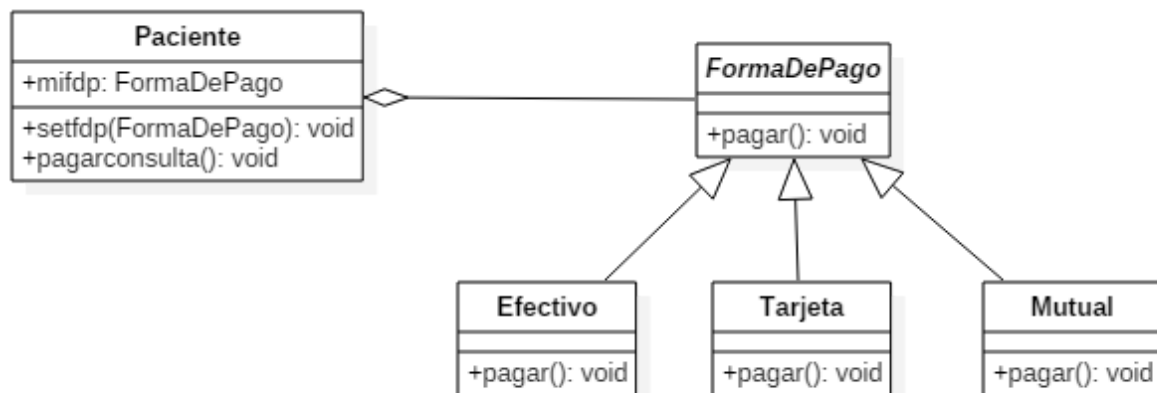 Paciente
+mifdp: FormaDePago
+setfdp(FormaDePago): void
+pagarconsulta(): void
FormaDePago
+pagar(): void
Efectivo
+pagar(): void
Tarjeta
+pagar(): void
Mutual
+pagar(): void